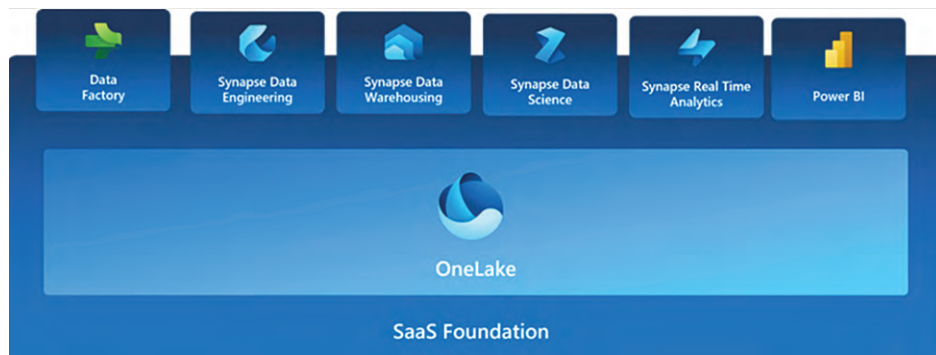 Data
Factory
Synapse Data
Engineering
Synapse Data
Warehousing
Synapse Data
Science
Synapse Real Time
Analytics
Power BI
OneLake
SaaS Foundation